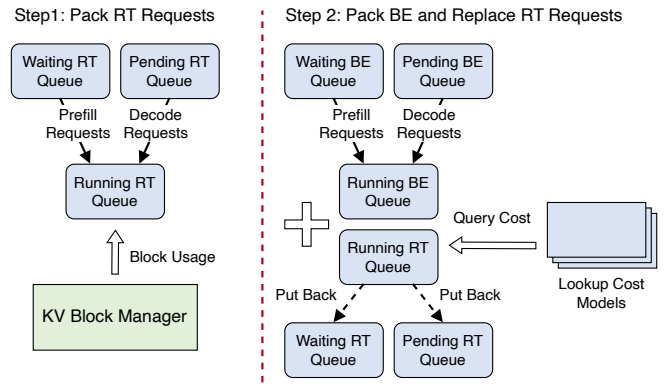 Step1: Pack RT Requests
Waiting RT
Queue
Pending RT
Queue
Prefill
Requests
Decode
Requests
Running RT
Queue
Block Usage
KV Block Manager
Step 2: Pack BE and Replace RT Requests
Waiting BE
Queue
Pending BE
Queue
Prefill
Requests
Decode
Requests
Running BE
Queue
Running RT
Queue
Query Cost
Lookup Cost
Models
Put Back
Put Back
Waiting RT
Queue
Pending RT
Queue